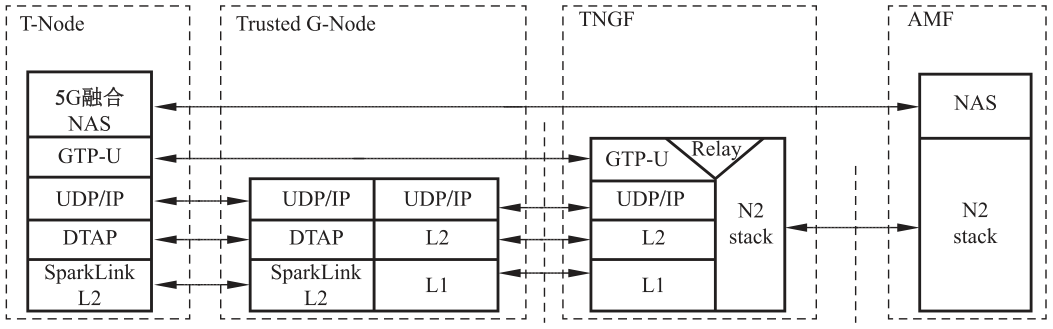 T-Node
Trusted G-Node
TNGF
AMF
5G融合
NAS
GTP-U
UDP/IP
DTAP
SparkLink
L2
UDP/IP
UDP/IP
DTAP
L2
SparkLink
L2
L1
GTP-U
Relay
UDP/IP
L2
L1
N2
stack
NAS
N2
stack